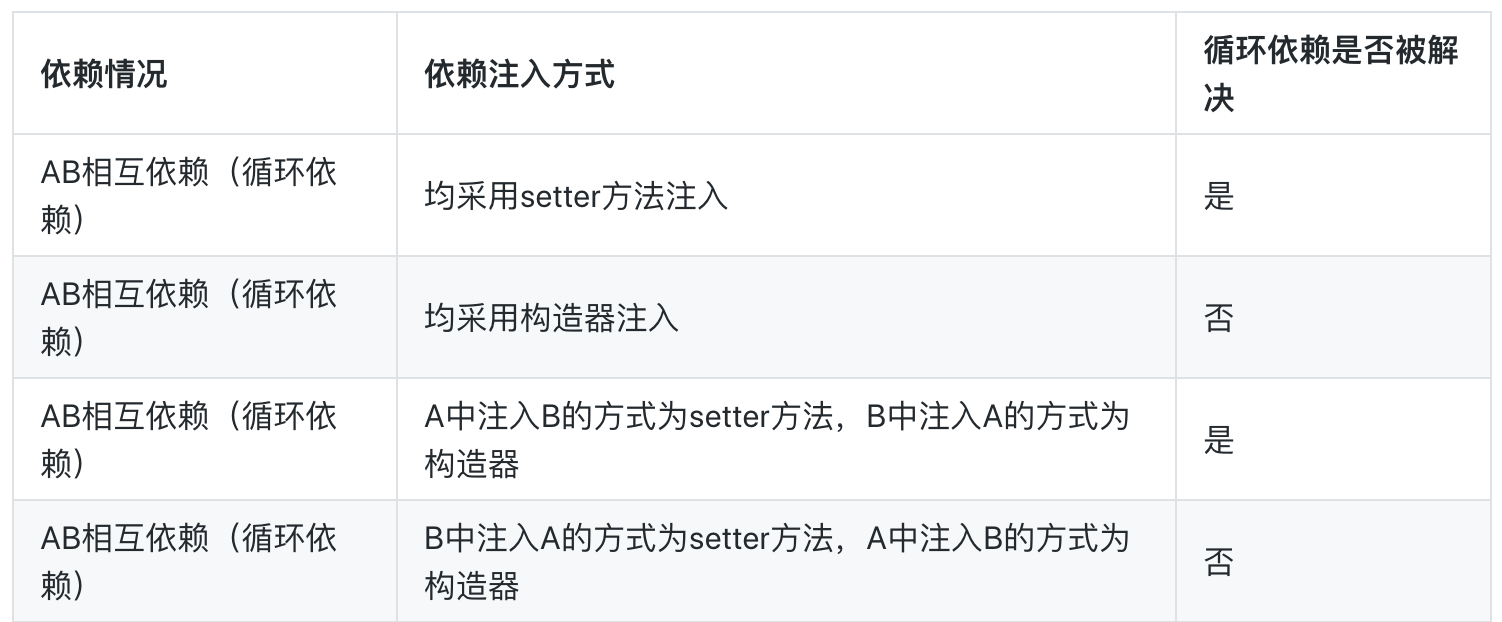 依赖情况
依赖注入方式
循环依赖是否被解
决
AB相互依赖（循环依
赖）
均采用setter方法注入
是
AB相互依赖（循环依
赖）
均采用构造器注入
否
AB相互依赖（循环依
赖）
A中注入B的方式为setter方法，B中注入A的方式为
构造器
是
AB相互依赖（循环依
赖）
B中注入A的方式为setter方法，A中注入B的方式为
构造器
否